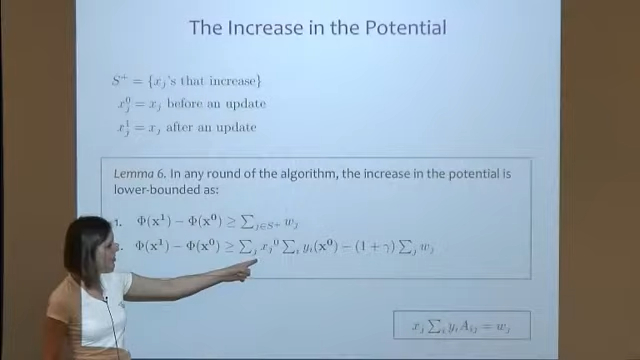 The Increase in the Potential
S⁺ = {xⱼ's that increase}
xⱼ⁰ = xⱼ before an update
xⱼ¹ = xⱼ after an update
Lemma 6. In any round of the algorithm, the increase in the potential is
lower-bounded as:
1. Φ(x¹) − Φ(x⁰) ≥ ∑_{j∈S⁺} wⱼ
Φ(x¹) − Φ(x⁰) ≥ ∑ⱼ xⱼ⁰ ∑ᵢ yᵢ(x⁰) − (1 + γ) ∑ⱼ wⱼ
xⱼ ∑ᵢ yᵢAᵢⱼ = wⱼ